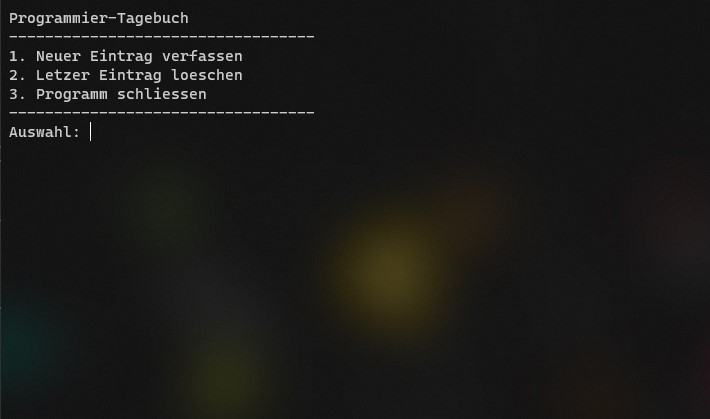 Programmier-Tagebuch
----------------------------------
1. Neuer Eintrag verfassen
2. Letzer Eintrag loeschen
3. Programm schliessen
----------------------------------
Auswahl: